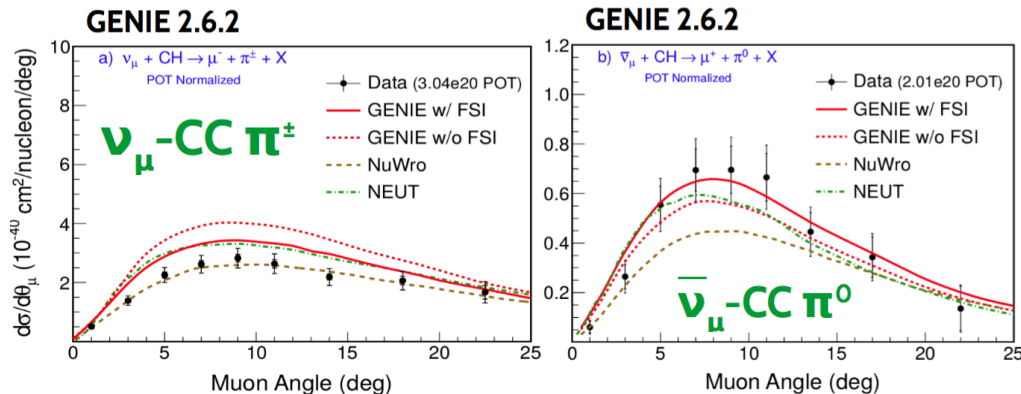 GENIE 2.6.2
a) νμ + CH → μ⁻ + π± + X
POT Normalized
Data (3.04e20 POT)
GENIE w/ FSI
GENIE w/o FSI
NuWro
NEUT
νμ-CC π±
dσ/dθμ (10⁻⁴⁰ cm²/nucleon/deg)
10
8
6
4
2
0 5 10 15 20 25
Muon Angle (deg)
GENIE 2.6.2
b) ν̄μ + CH → μ⁺ + π⁰ + X
POT Normalized
Data (2.01e20 POT)
GENIE w/ FSI
GENIE w/o FSI
NuWro
NEUT
ν̄μ-CC π⁰
1.2
1.0
0.8
0.6
0.4
0.2
0.0
0 5 10 15 20 25
Muon Angle (deg)